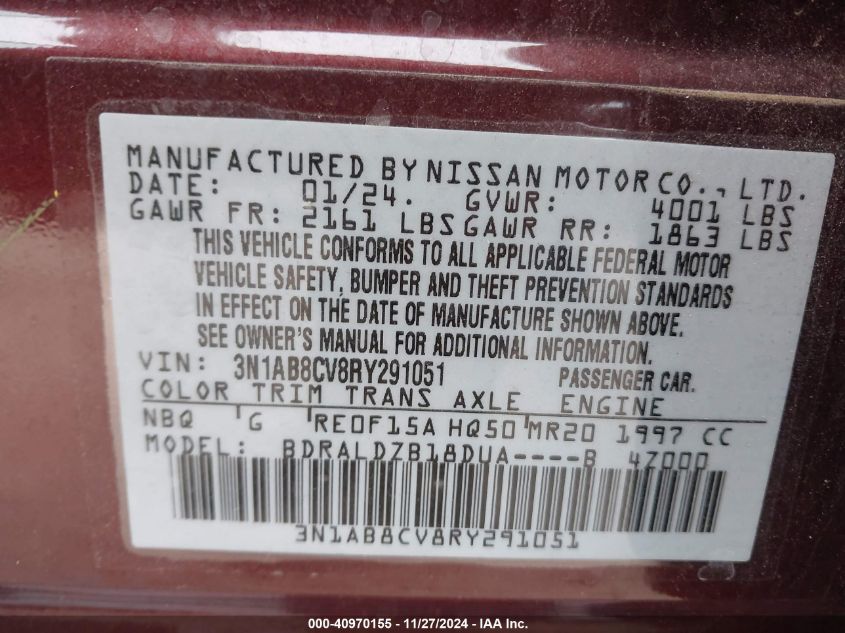 MANUFACTURED BY NISSAN MOTOR CO., LTD.
DATE: 01/24. GVWR: 4001 LBS
GAWR FR: 2161 LBS GAWR RR: 1863 LBS
THIS VEHICLE CONFORMS TO ALL APPLICABLE FEDERAL MOTOR
VEHICLE SAFETY, BUMPER AND THEFT PREVENTION STANDARDS
IN EFFECT ON THE DATE OF MANUFACTURE SHOWN ABOVE.
SEE OWNER'S MANUAL FOR ADDITIONAL INFORMATION.
VIN: 3N1AB8CV8RY291051 PASSENGER CAR.
COLOR TRIM TRANS AXLE ENGINE
NBQ G RE0F15A HQ50 MR20 1997 CC
MODEL: BDRALDZB18DUA----B 4Z000
3N1AB8CV8RY291051
000-40970155 - 11/27/2024 - IAA Inc.